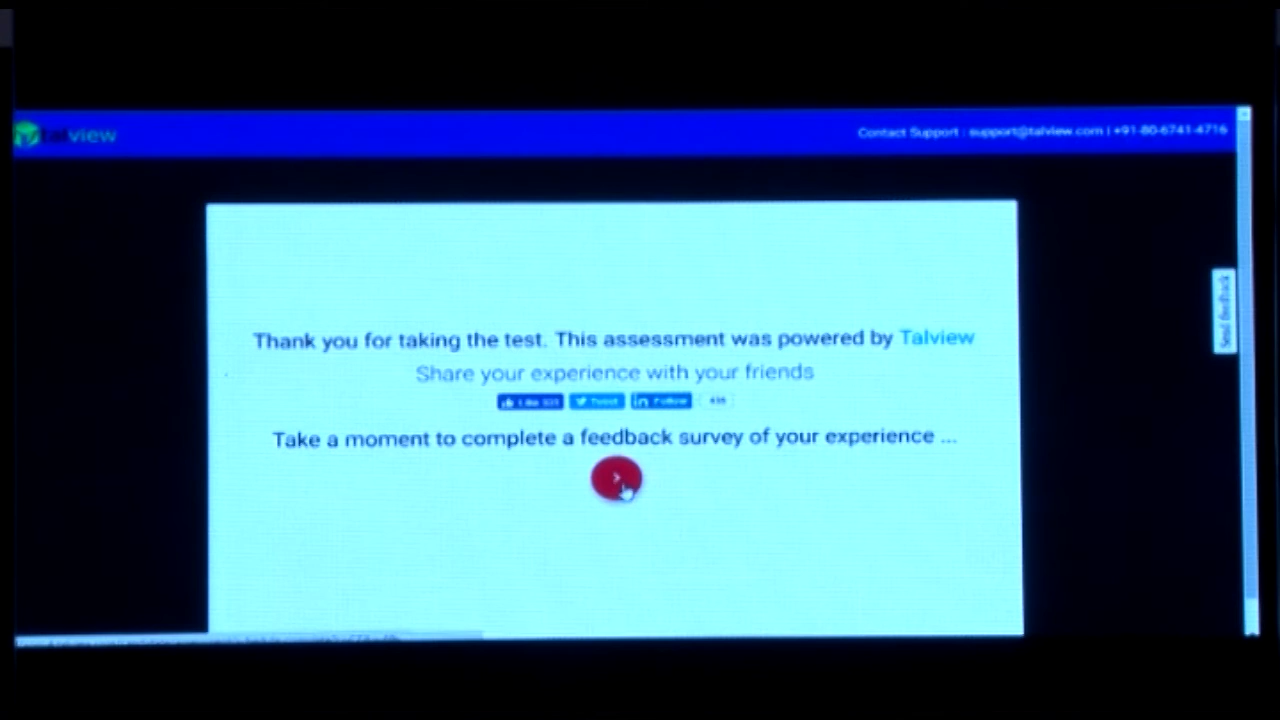 talview
Contact Support : support@talview.com | +91-80-6741-4716
Send feedback
Thank you for taking the test. This assessment was powered by Talview
Share your experience with your friends
Tweet
in Follow
Take a moment to complete a feedback survey of your experience ...